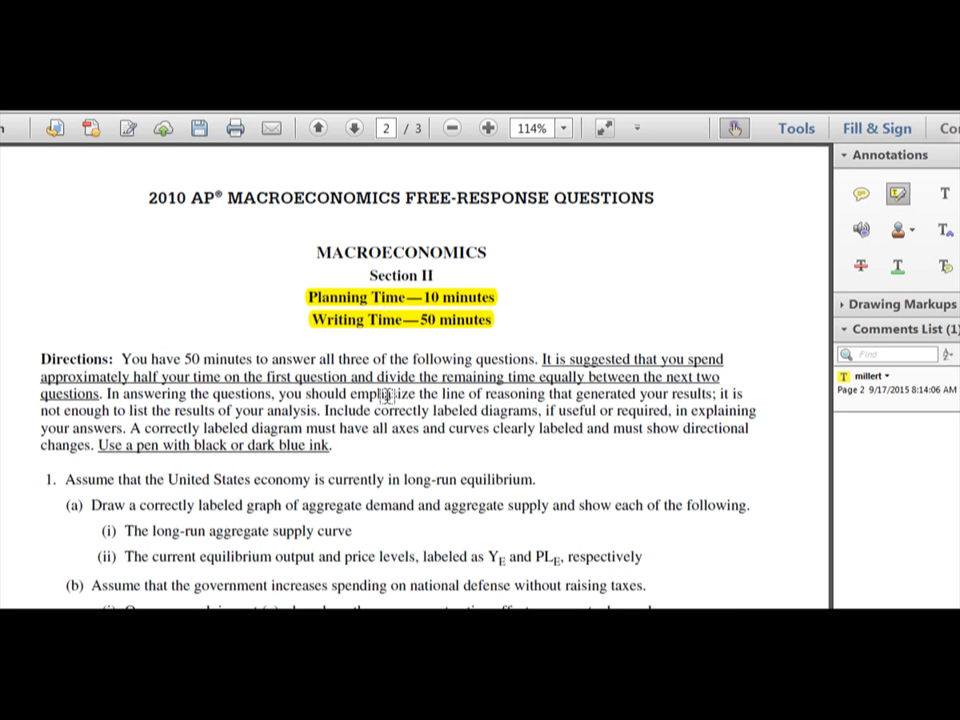 2 / 3
114%
Tools
Fill & Sign
Annotations
2010 AP® MACROECONOMICS FREE-RESPONSE QUESTIONS
MACROECONOMICS
Section II
Planning Time—10 minutes
Writing Time—50 minutes
Directions: You have 50 minutes to answer all three of the following questions. It is suggested that you spend
approximately half your time on the first question and divide the remaining time equally between the next two
questions. In answering the questions, you should emphasize the line of reasoning that generated your results; it is
not enough to list the results of your analysis. Include correctly labeled diagrams, if useful or required, in explaining
your answers. A correctly labeled diagram must have all axes and curves clearly labeled and must show directional
changes. Use a pen with black or dark blue ink.
1. Assume that the United States economy is currently in long-run equilibrium.
(a) Draw a correctly labeled graph of aggregate demand and aggregate supply and show each of the following.
(i) The long-run aggregate supply curve
(ii) The current equilibrium output and price levels, labeled as YE and PLE, respectively
(b) Assume that the government increases spending on national defense without raising taxes.
Drawing Markups
Comments List (1)
Find
millert
Page 2 9/17/2015 8:14:06 AM